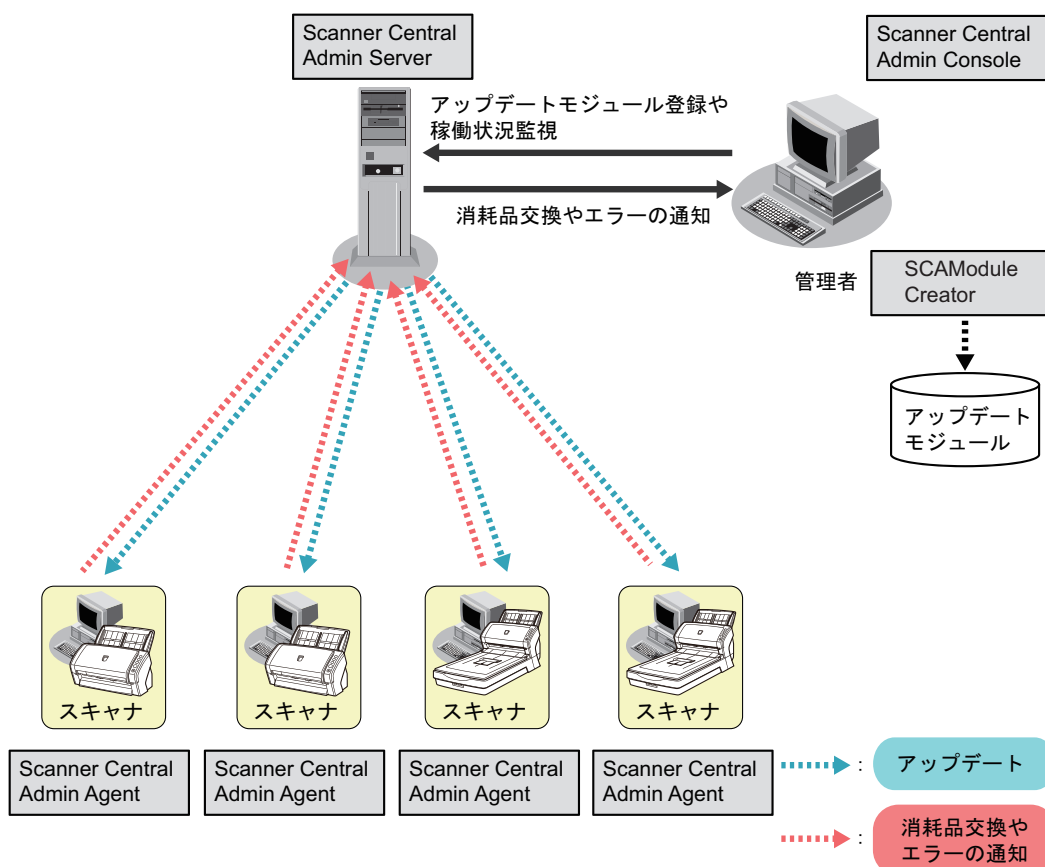 Scanner Central
Admin Server
Scanner Central
Admin Console
アップデートモジュール登録や
稼働状況監視
消耗品交換やエラーの通知
管理者
SCAModule
Creator
アップデート
モジュール
スキャナ
スキャナ
スキャナ
スキャナ
Scanner Central
Admin Agent
Scanner Central
Admin Agent
Scanner Central
Admin Agent
Scanner Central
Admin Agent
:
アップデート
:
消耗品交換や
エラーの通知